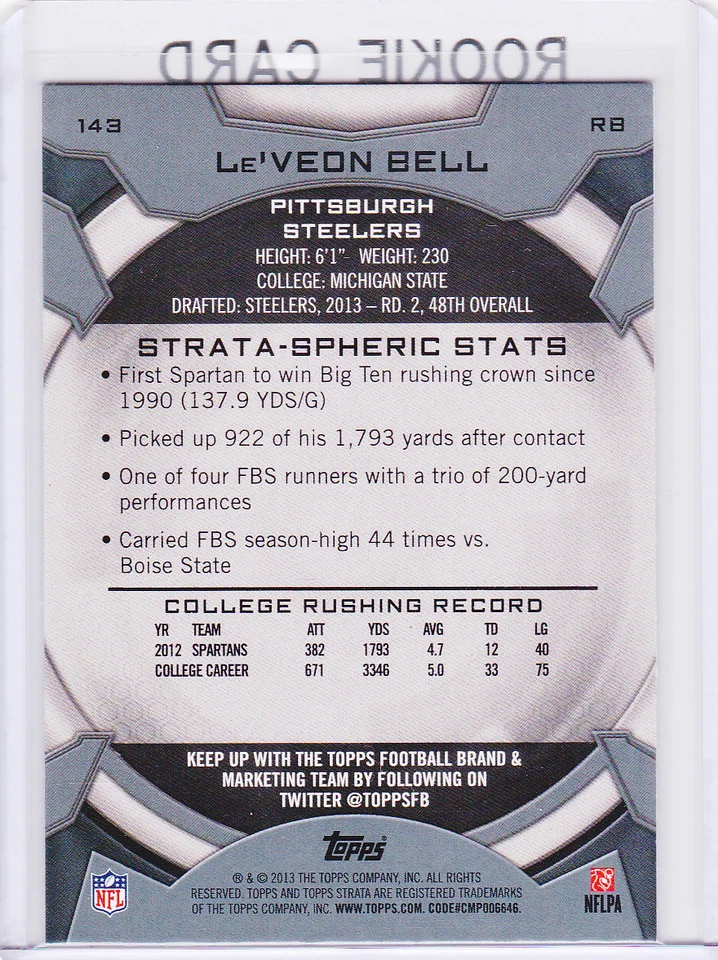 ROOKIE CARD
143 RB
Le'VEON BELL
PITTSBURGH
STEELERS
HEIGHT: 6'1" WEIGHT: 230
COLLEGE: MICHIGAN STATE
DRAFTED: STEELERS, 2013 – RD. 2, 48TH OVERALL
STRATA-SPHERIC STATS
• First Spartan to win Big Ten rushing crown since
1990 (137.9 YDS/G)
• Picked up 922 of his 1,793 yards after contact
• One of four FBS runners with a trio of 200-yard
performances
• Carried FBS season-high 44 times vs.
Boise State
COLLEGE RUSHING RECORD
YR TEAM ATT YDS AVG TD LG
2012 SPARTANS 382 1793 4.7 12 40
COLLEGE CAREER 671 3346 5.0 33 75
KEEP UP WITH THE TOPPS FOOTBALL BRAND &
MARKETING TEAM BY FOLLOWING ON
TWITTER @TOPPSFB
Topps
® & © 2013 THE TOPPS COMPANY, INC. ALL RIGHTS
RESERVED. TOPPS AND TOPPS STRATA ARE REGISTERED TRADEMARKS
OF THE TOPPS COMPANY, INC. WWW.TOPPS.COM. CODE#CMP006646.
NFL
NFLPA